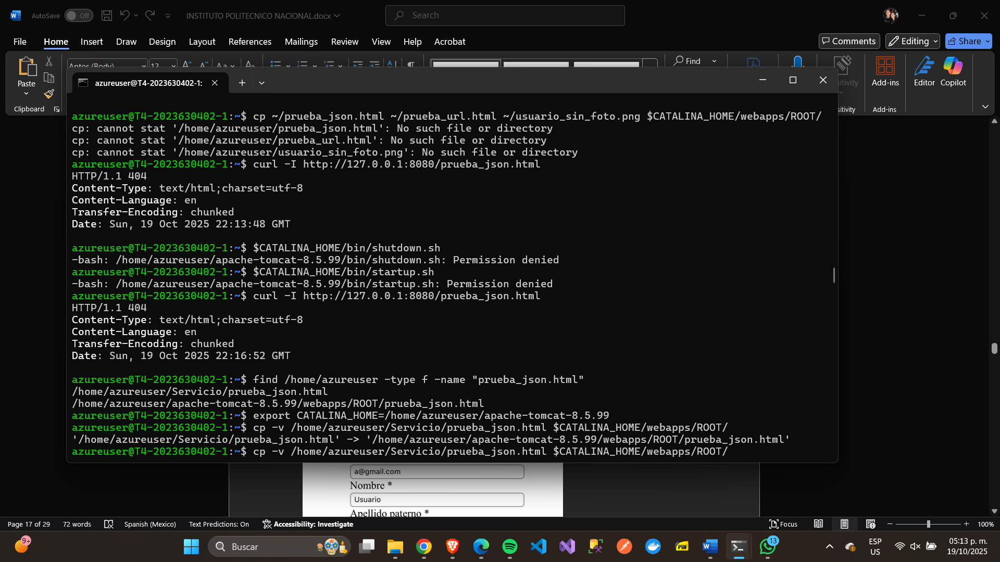 AutoSave Off INSTITUTO POLITECNICO NACIONAL.docx Search
File Home Insert Draw Design Layout References Mailings Review View Help Acrobat Comments Editing Share
Aptos (Body) 12 Find
Paste Add-ins Editor Copilot
Clipboard Add-ins
azureuser@T4-2023630402-1:
azureuser@T4-2023630402-1:~$ cp ~/prueba_json.html ~/prueba_url.html ~/usuario_sin_foto.png $CATALINA_HOME/webapps/ROOT/
cp: cannot stat '/home/azureuser/prueba_json.html': No such file or directory
cp: cannot stat '/home/azureuser/prueba_url.html': No such file or directory
cp: cannot stat '/home/azureuser/usuario_sin_foto.png': No such file or directory
azureuser@T4-2023630402-1:~$ curl -I http://127.0.0.1:8080/prueba_json.html
HTTP/1.1 404
Content-Type: text/html;charset=utf-8
Content-Language: en
Transfer-Encoding: chunked
Date: Sun, 19 Oct 2025 22:13:48 GMT
azureuser@T4-2023630402-1:~$ $CATALINA_HOME/bin/shutdown.sh
-bash: /home/azureuser/apache-tomcat-8.5.99/bin/shutdown.sh: Permission denied
azureuser@T4-2023630402-1:~$ $CATALINA_HOME/bin/startup.sh
-bash: /home/azureuser/apache-tomcat-8.5.99/bin/startup.sh: Permission denied
azureuser@T4-2023630402-1:~$ curl -I http://127.0.0.1:8080/prueba_json.html
HTTP/1.1 404
Content-Type: text/html;charset=utf-8
Content-Language: en
Transfer-Encoding: chunked
Date: Sun, 19 Oct 2025 22:16:52 GMT
azureuser@T4-2023630402-1:~$ find /home/azureuser -type f -name "prueba_json.html"
/home/azureuser/Servicio/prueba_json.html
/home/azureuser/apache-tomcat-8.5.99/webapps/ROOT/prueba_json.html
azureuser@T4-2023630402-1:~$ export CATALINA_HOME=/home/azureuser/apache-tomcat-8.5.99
azureuser@T4-2023630402-1:~$ cp -v /home/azureuser/Servicio/prueba_json.html $CATALINA_HOME/webapps/ROOT/
'/home/azureuser/Servicio/prueba_json.html' -> '/home/azureuser/apache-tomcat-8.5.99/webapps/ROOT/prueba_json.html'
azureuser@T4-2023630402-1:~$ cp -v /home/azureuser/Servicio/prueba_json.html $CATALINA_HOME/webapps/ROOT/
a@gmail.com
Nombre *
Usuario
Apellido paterno *
Page 17 of 29 72 words Spanish (Mexico) Text Predictions: On Accessibility: Investigate Focus 100%
9+ Buscar 13 ESP US 05:13 p. m. 19/10/2025